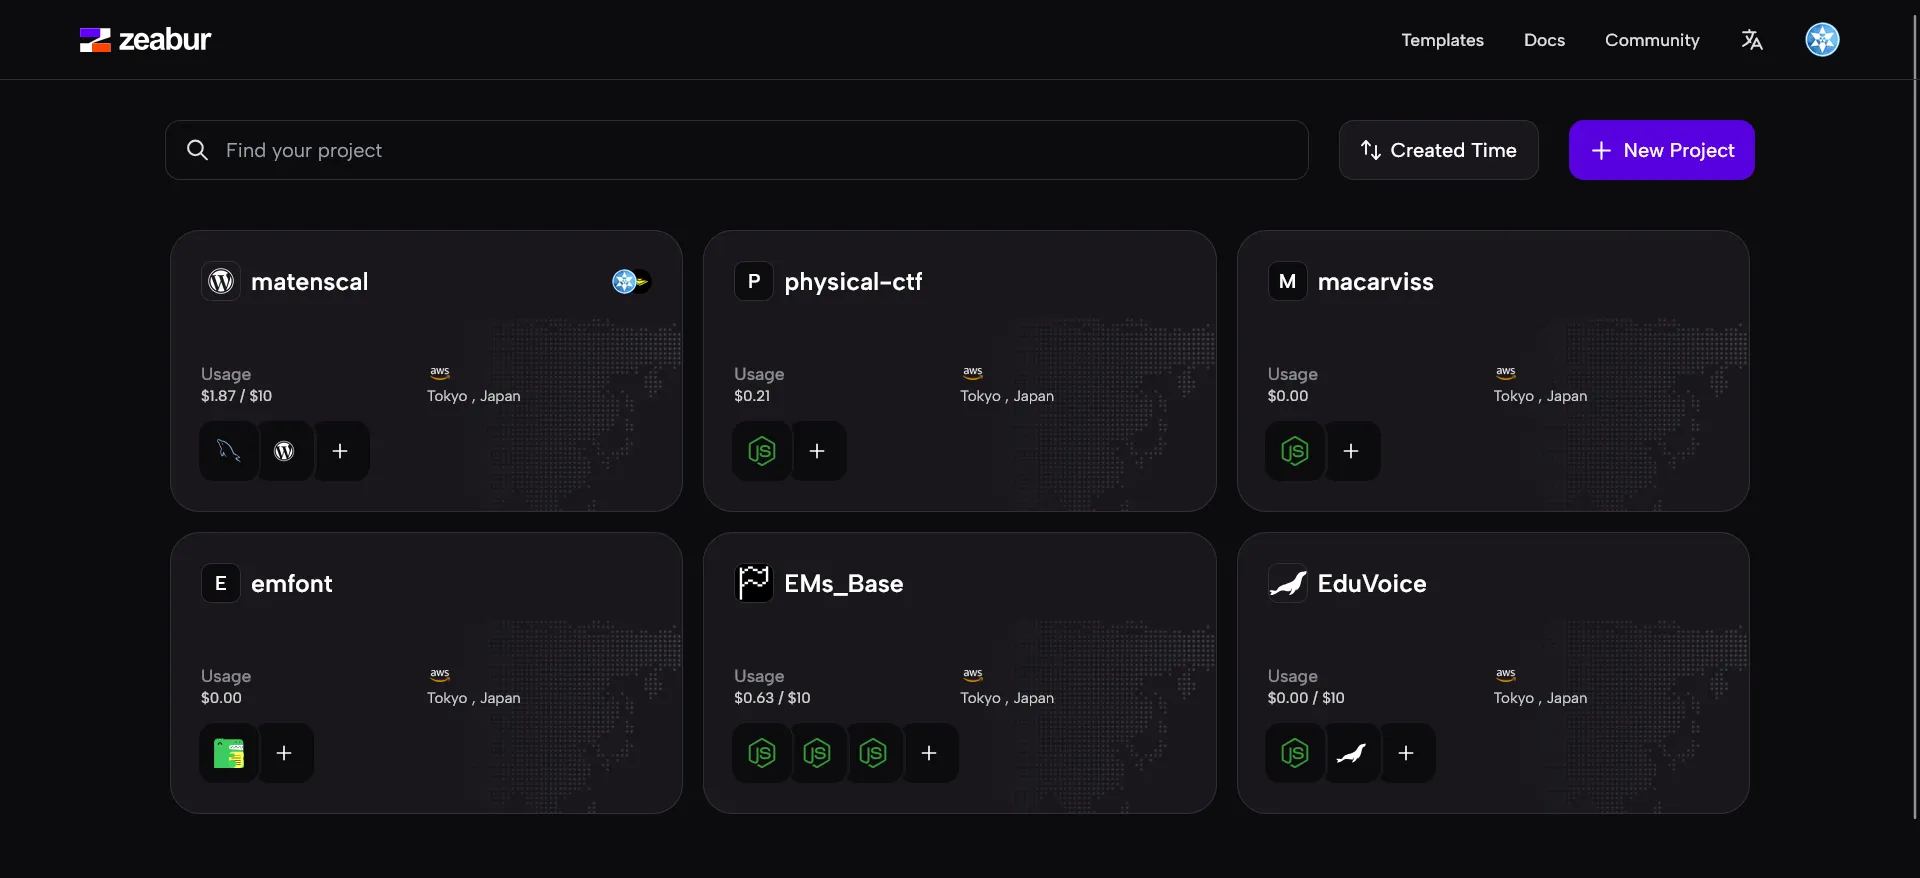 zeabur
Templates
Docs
Community
Find your project
Created Time
New Project
matenscal
Usage
$1.87 / $10
aws
Tokyo , Japan
P
physical-ctf
Usage
$0.21
aws
Tokyo , Japan
JS
M
macarviss
Usage
$0.00
aws
Tokyo , Japan
JS
E
emfont
Usage
$0.00
aws
Tokyo , Japan
EMs_Base
Usage
$0.63 / $10
aws
Tokyo , Japan
JS
JS
JS
EduVoice
Usage
$0.00 / $10
aws
Tokyo , Japan
JS